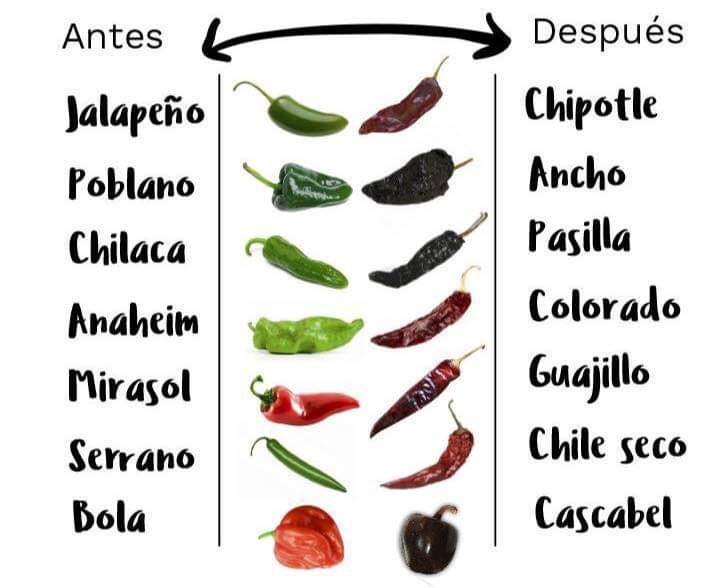 Antes Después
Jalapeño Chipotle
Poblano Ancho
Chilaca Pasilla
Anaheim Colorado
Mirasol Guajillo
Serrano Chile seco
Bola Cascabel